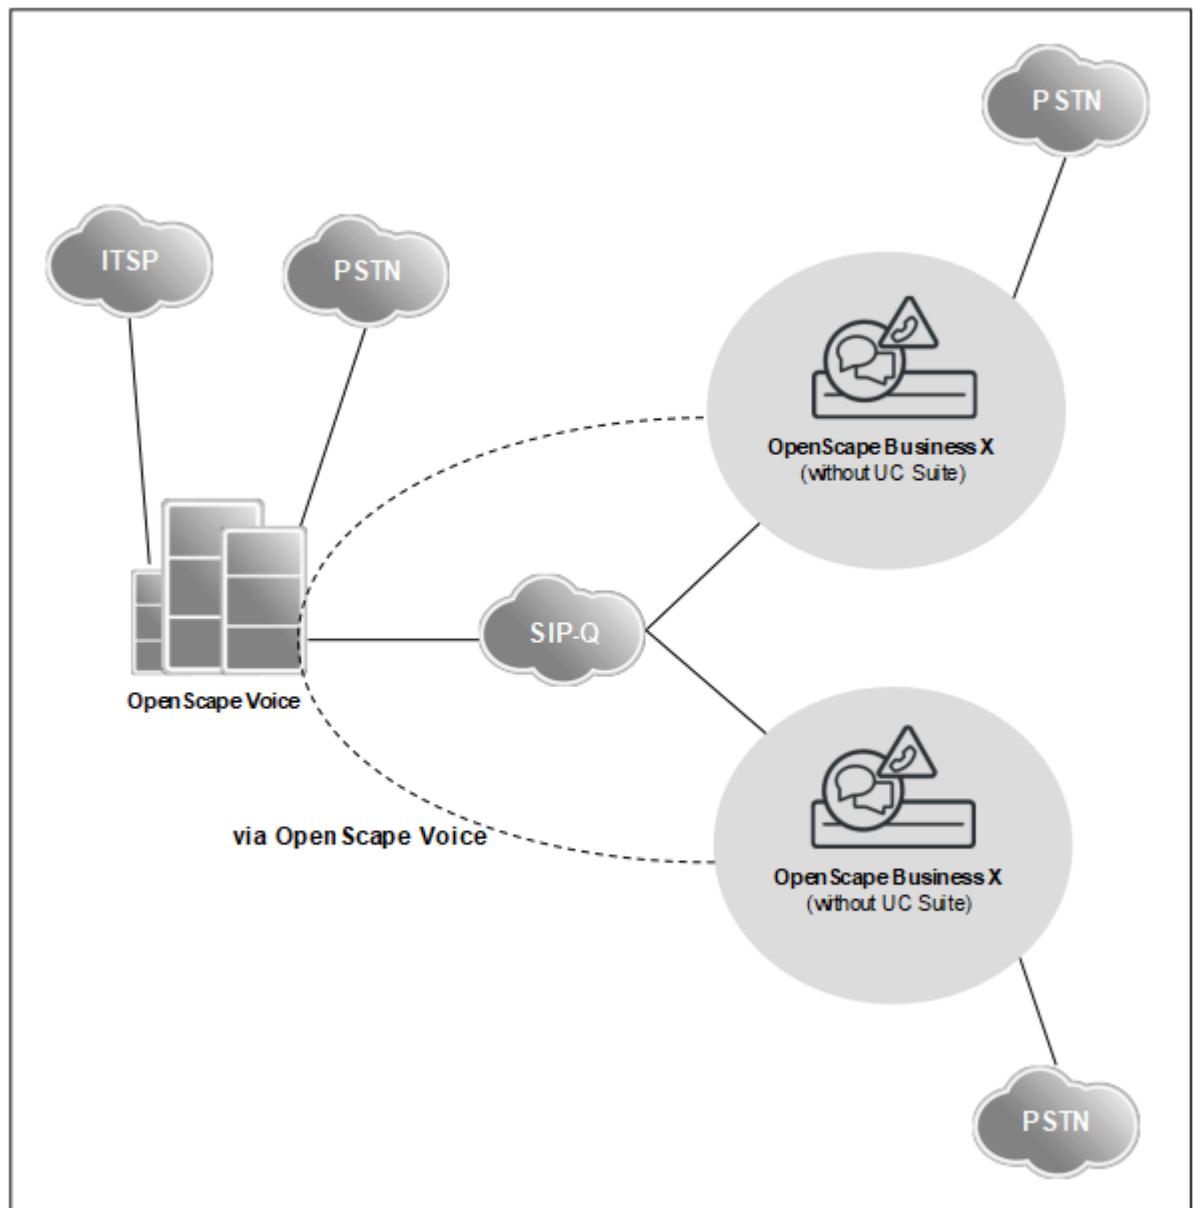 PSTN
ITSP
PSTN
OpenScape Business X
(without UC Suite)
SIP-Q
OpenScape Voice
via OpenScape Voice
OpenScape Business X
(without UC Suite)
PSTN